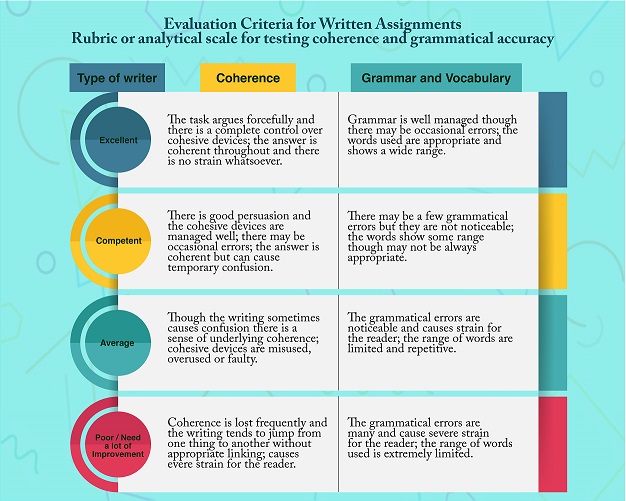 Evaluation Criteria for Written Assignments
Rubric or analytical scale for testing coherence and grammatical accuracy
Type of writer
Coherence
Grammar and Vocabulary
Excellent
The task argues forcefully and
there is a complete control over
cohesive devices; the answer is
coherent throughout and there
is no strain whatsoever.
Grammar is well managed though
there may be occasional errors; the
words used are appropriate and
shows a wide range.
Competent
There is good persuasion and
the cohesive devices are
managed well; there may be
occasional errors; the answer is
coherent but can cause
temporary confusion.
There may be a few grammatical
errors but they are not noticeable;
the words show some range
though may not be always
appropriate.
Average
Though the writing sometimes
causes confusion there is a
sense of underlying coherence;
cohesive devices are misused,
overused or faulty.
The grammatical errors are
noticeable and causes strain for
the reader; the range of words are
limited and repetitive.
Poor / Need
a lot of
Improvement
Coherence is lost frequently and
the writing tends to jump from
one thing to another without
appropriate linking; causes
evere strain for the reader.
The grammatical errors are
many and cause severe strain
for the reader; the range of words
used is extremely limited.